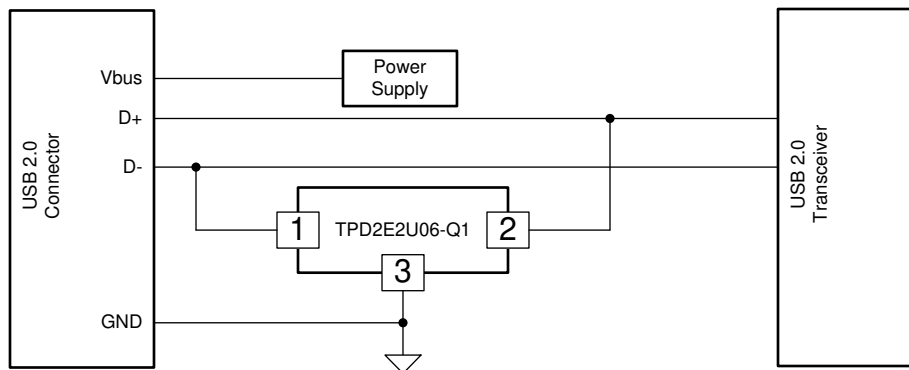 USB 2.0
Connector
Vbus
D+
D-
GND
Power
Supply
1
TPD2E2U06-Q1
2
3
USB 2.0
Transceiver